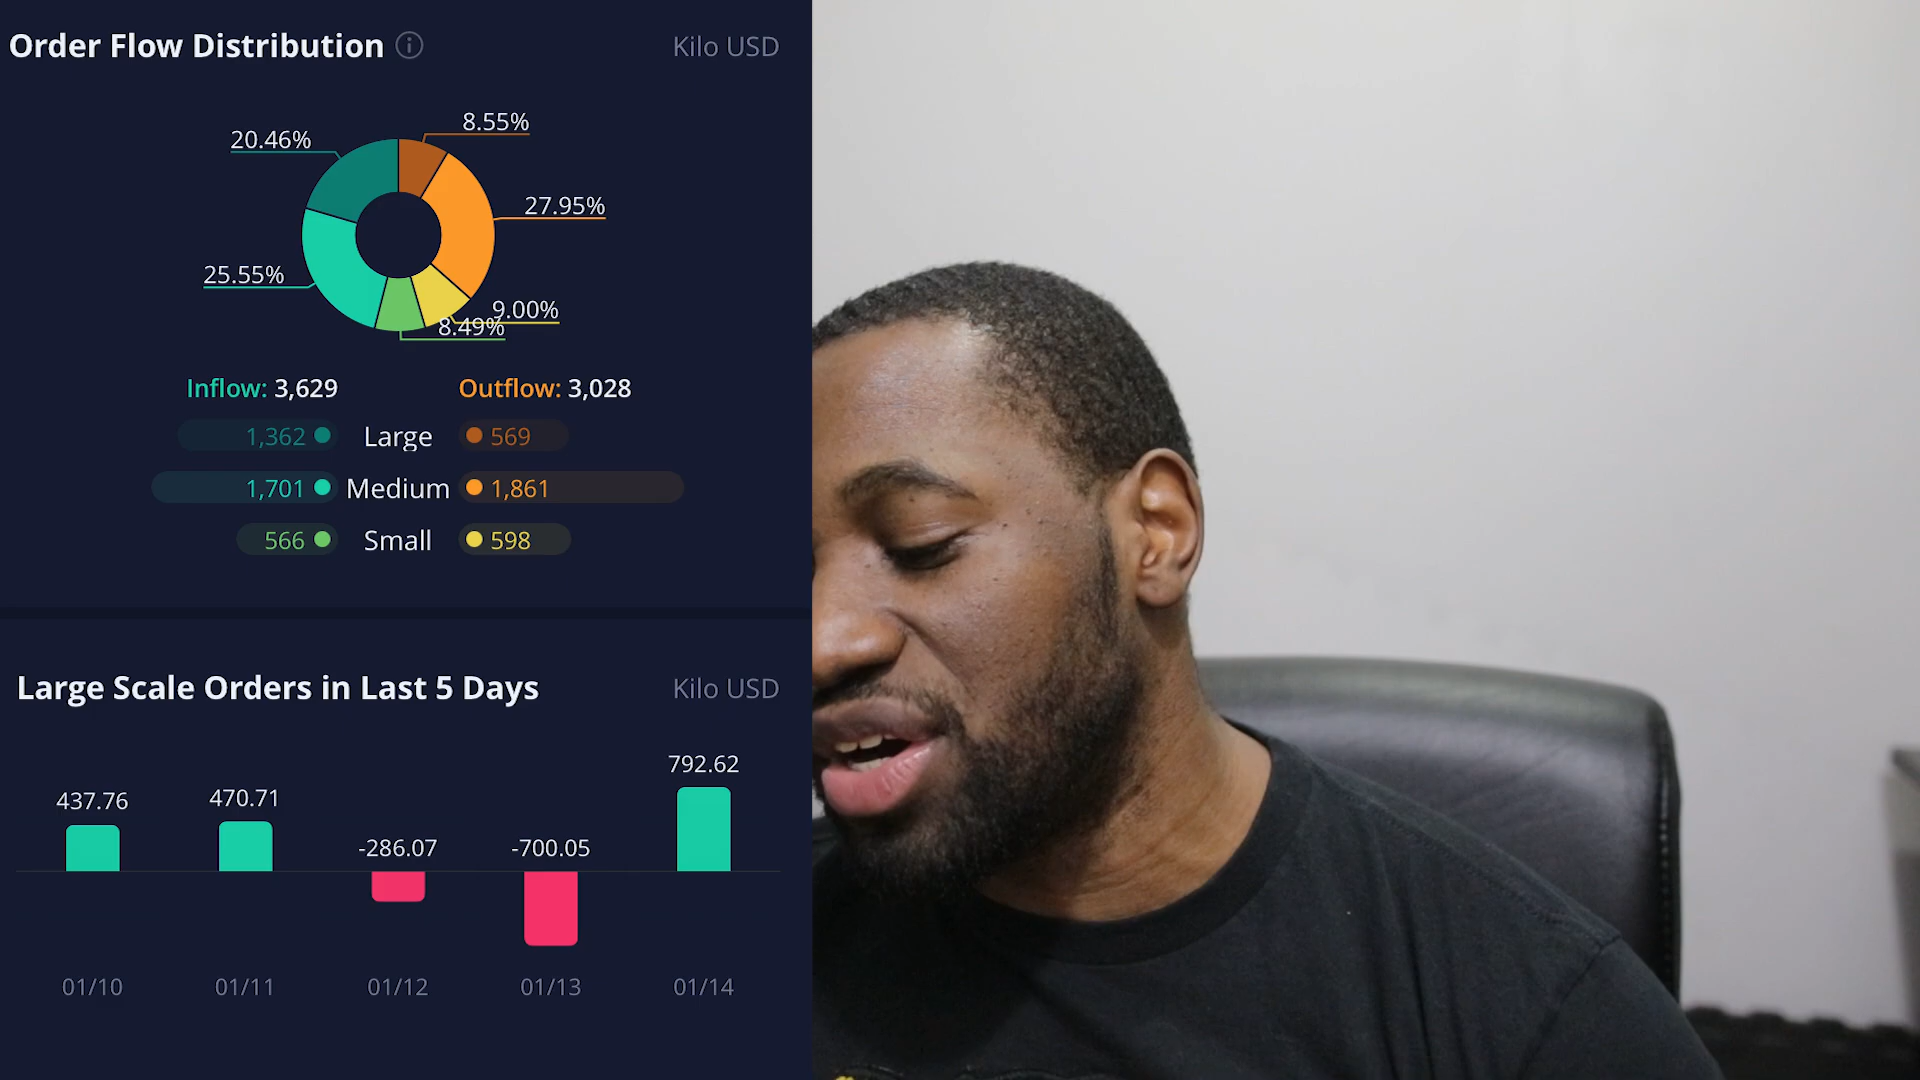 Order Flow Distribution
Kilo USD
8.55%
20.46%
27.95%
25.55%
9.00%
8.49%
Inflow: 3,629
Outflow: 3,028
1,362 Large 569
1,701 Medium 1,861
566 Small 598
Large Scale Orders in Last 5 Days
Kilo USD
437.76
470.71
-286.07
-700.05
792.62
01/10
01/11
01/12
01/13
01/14